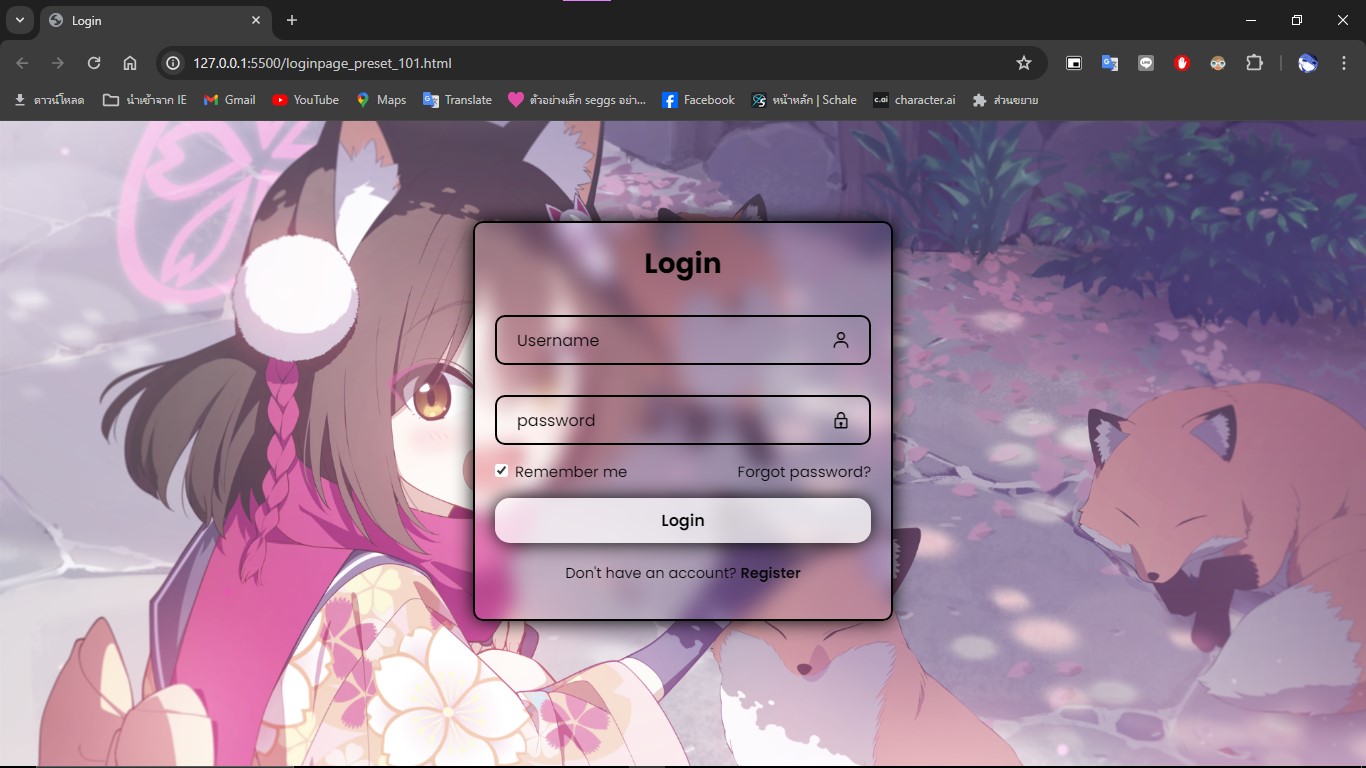 Login
127.0.0.1:5500/loginpage_preset_101.html
ดาวน์โหลด นำเข้าจาก IE Gmail YouTube Maps Translate ตัวอย่างเล็ก seggs อย่า... Facebook หน้าหลัก | Schale c.ai character.ai ส่วนขยาย
Login
Username
password
Remember me Forgot password?
Login
Don't have an account? Register